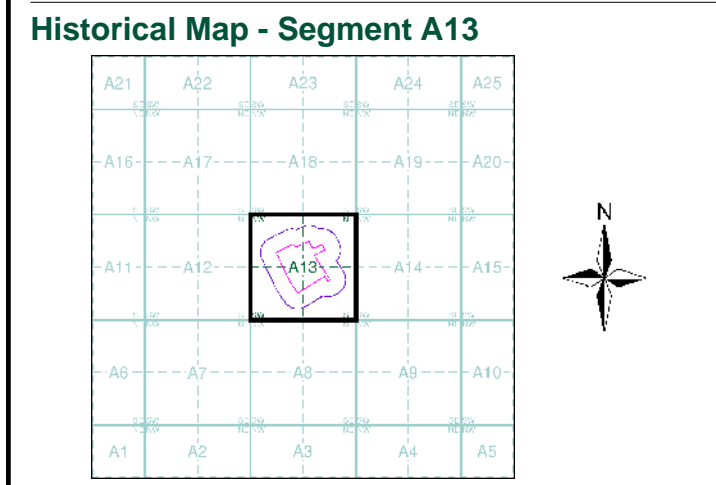 Historical Map - Segment A13
A21 A22 A23 A24 A25
A16 A17 A18 A19 A20
N
A11 A12 A13 A14 A15
A6 A7 A8 A9 A10
A1 A2 A3 A4 A5